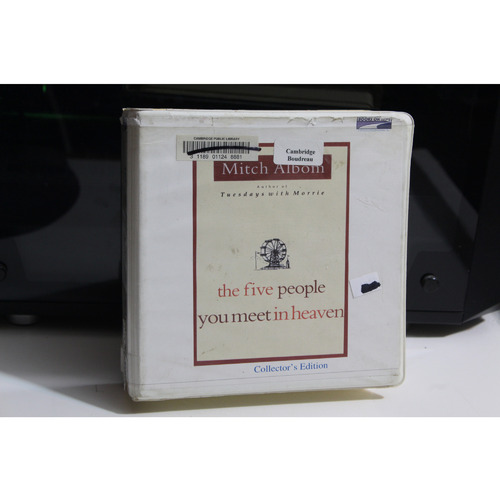 CAMBRIDGE PUBLIC LIBRARY
3 1189 01124 8881
Cambridge
Boudreau
Mitch Albom
Author of
Tuesdays with Morrie
the five people
you meet in heaven
Collector's Edition